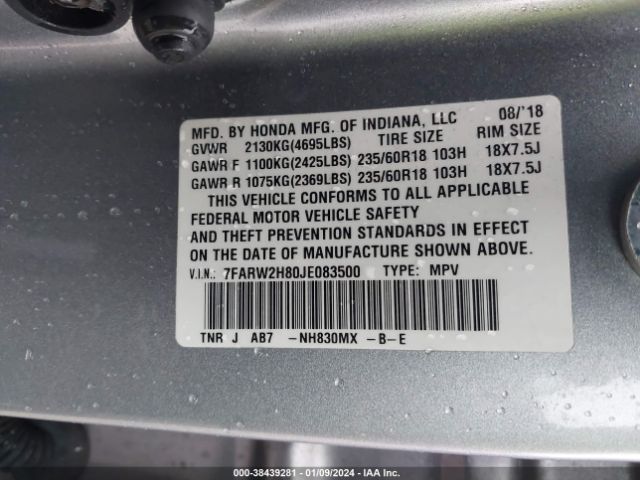 MFD. BY HONDA MFG. OF INDIANA, LLC 08/'18
GVWR 2130KG(4695LBS) TIRE SIZE RIM SIZE
GAWR F 1100KG(2425LBS) 235/60R18 103H 18X7.5J
GAWR R 1075KG(2369LBS) 235/60R18 103H 18X7.5J
THIS VEHICLE CONFORMS TO ALL APPLICABLE
FEDERAL MOTOR VEHICLE SAFETY
AND THEFT PREVENTION STANDARDS IN EFFECT
ON THE DATE OF MANUFACTURE SHOWN ABOVE.
V.I.N.: 7FARW2H80JE083500 TYPE: MPV
TNR J AB7 -NH830MX -B-E
000-38439281 - 01/09/2024 - IAA Inc.